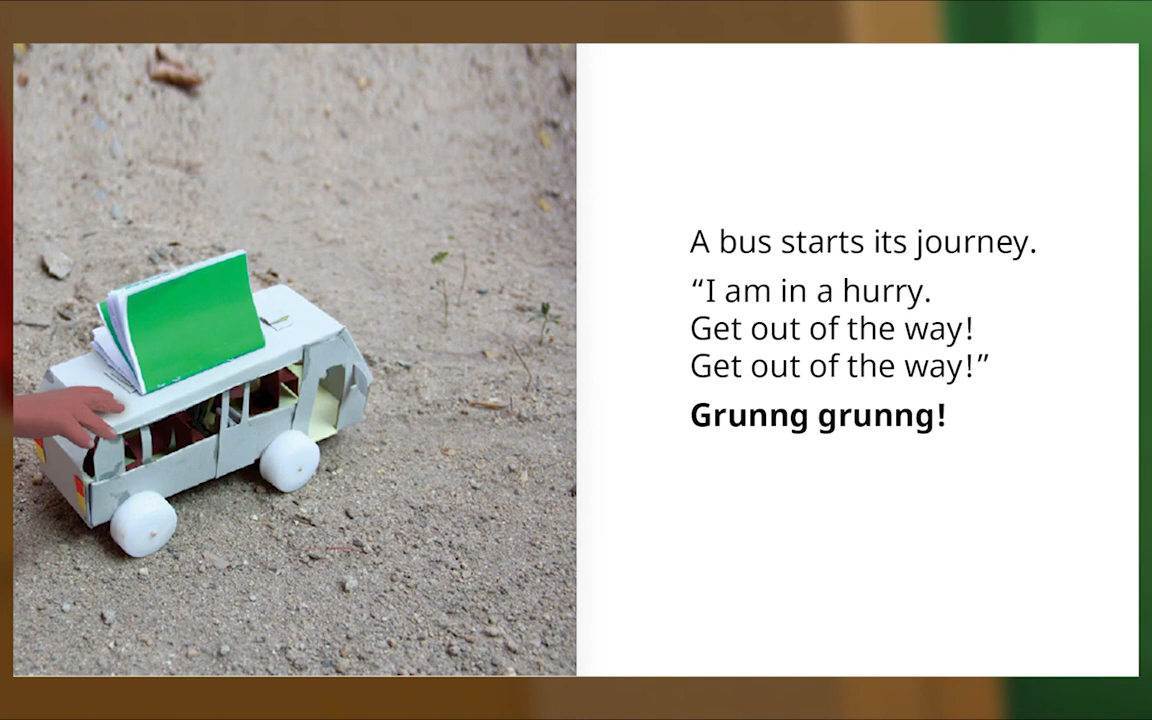 A bus starts its journey.
“I am in a hurry.
Get out of the way!
Get out of the way!”
Grunng grunng!